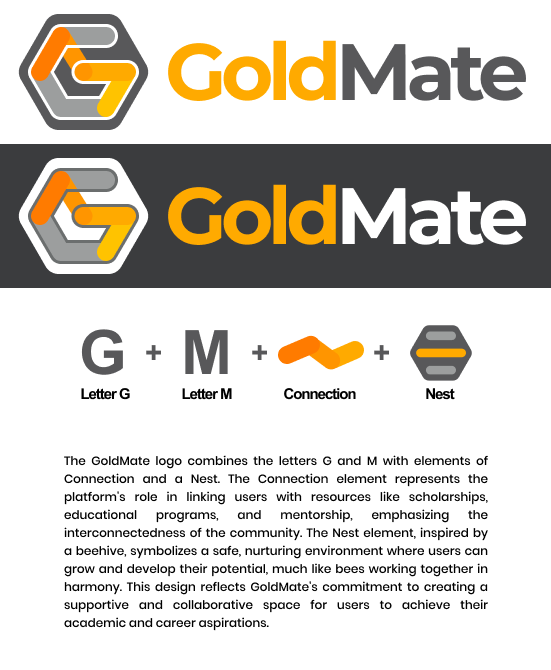 GoldMate
GoldMate
G + M + +
Letter G Letter M Connection Nest
The GoldMate logo combines the letters G and M with elements of
Connection and a Nest. The Connection element represents the
platform's role in linking users with resources like scholarships,
educational programs, and mentorship, emphasizing the
interconnectedness of the community. The Nest element, inspired by
a beehive, symbolizes a safe, nurturing environment where users can
grow and develop their potential, much like bees working together in
harmony. This design reflects GoldMate's commitment to creating a
supportive and collaborative space for users to achieve their
academic and career aspirations.